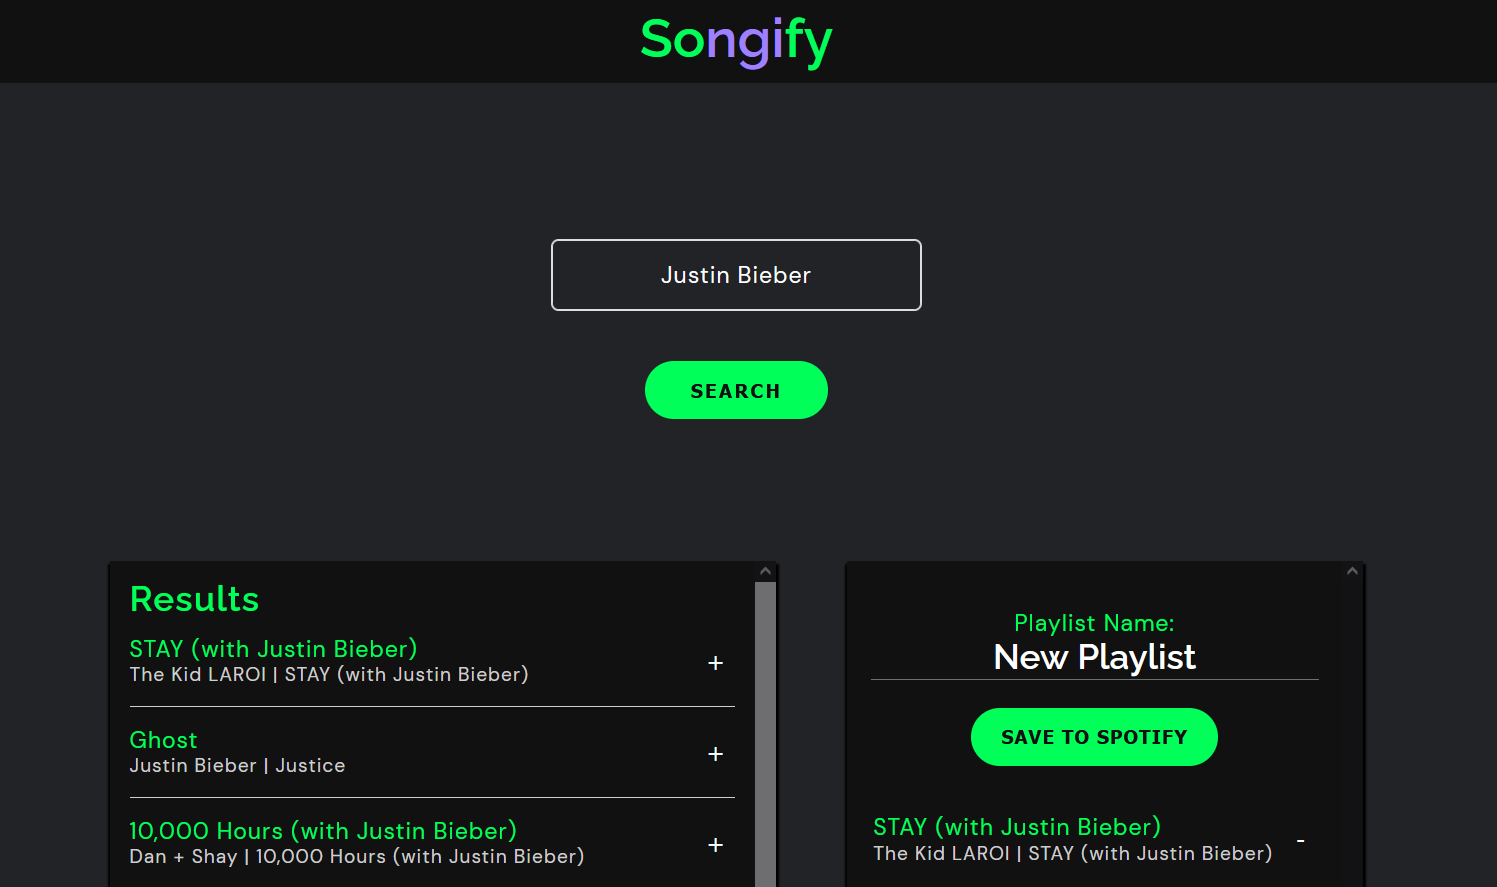 Songify
Justin Bieber
SEARCH
Results
STAY (with Justin Bieber)
The Kid LAROI | STAY (with Justin Bieber)
+
Ghost
Justin Bieber | Justice
+
10,000 Hours (with Justin Bieber)
Dan + Shay | 10,000 Hours (with Justin Bieber)
+
Playlist Name:
New Playlist
SAVE TO SPOTIFY
STAY (with Justin Bieber)
The Kid LAROI | STAY (with Justin Bieber)
-